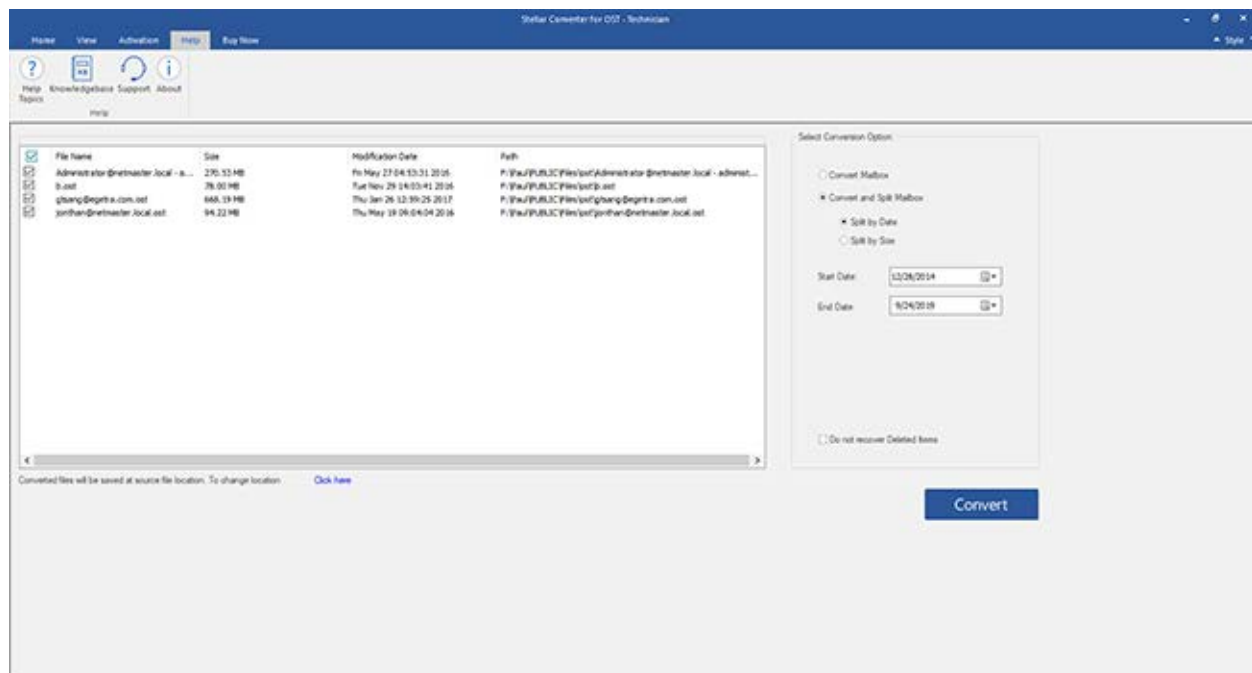 Stellar Converter for OST - Technician
Home View Activation Help Buy Now
Style
Help Topics Knowledgebase Support About
Help
File Name Size Modification Date Path
Administrator@netmaster.local - a... 270.53 MB Fri May 27 04:53:31 2016
b.ost 78.00 MB Tue Nov 29 14:03:41 2016
668.19 MB Thu Jan 26 12:59:25 2017
jonthan@netmaster.local.ost 94.22 MB Thu May 19 09:04:04 2016
Select Conversion Option
Convert Mailbox
Convert and Split Mailbox
Split by Date
Split by Size
Start Date: 12/28/2014
End Date 9/24/2019
Do not recover Deleted Items
Converted files will be saved at source file location. To change location Click here
Convert